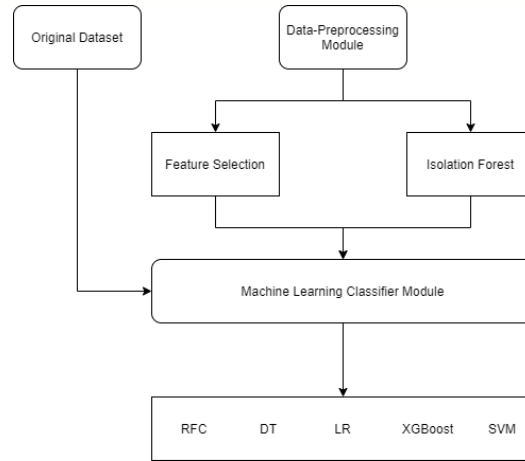 Original Dataset
Data-Preprocessing
Module
Feature Selection
Isolation Forest
Machine Learning Classifier Module
RFC DT LR XGBoost SVM